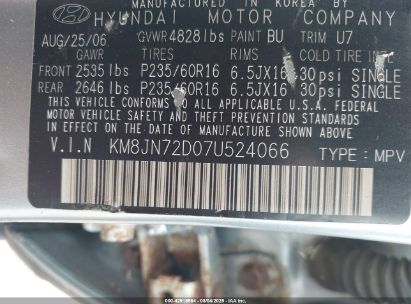 MANUFACTURED IN KOREA BY
HYUNDAI MOTOR COMPANY
AUG/25/06 GVWR 4828lbs PAINT BU TRIM U7
GAWR TIRES RIMS COLD TIRE
FRONT 2535 lbs P235/60R16 6.5JX16 30psi SINGLE
REAR 2646 lbs P235/60R16 6.5JX16 30psi SINGLE
THIS VEHICLE CONFORMS TO ALL APPLICABLE U.S.A. FEDERAL
MOTOR VEHICLE SAFETY AND THEFT PREVENTION STANDARDS
IN EFFECT ON THE DATE OF MANUFACTURE SHOWN ABOVE.
V.I.N KM8JN72D07U524066 TYPE: MPV